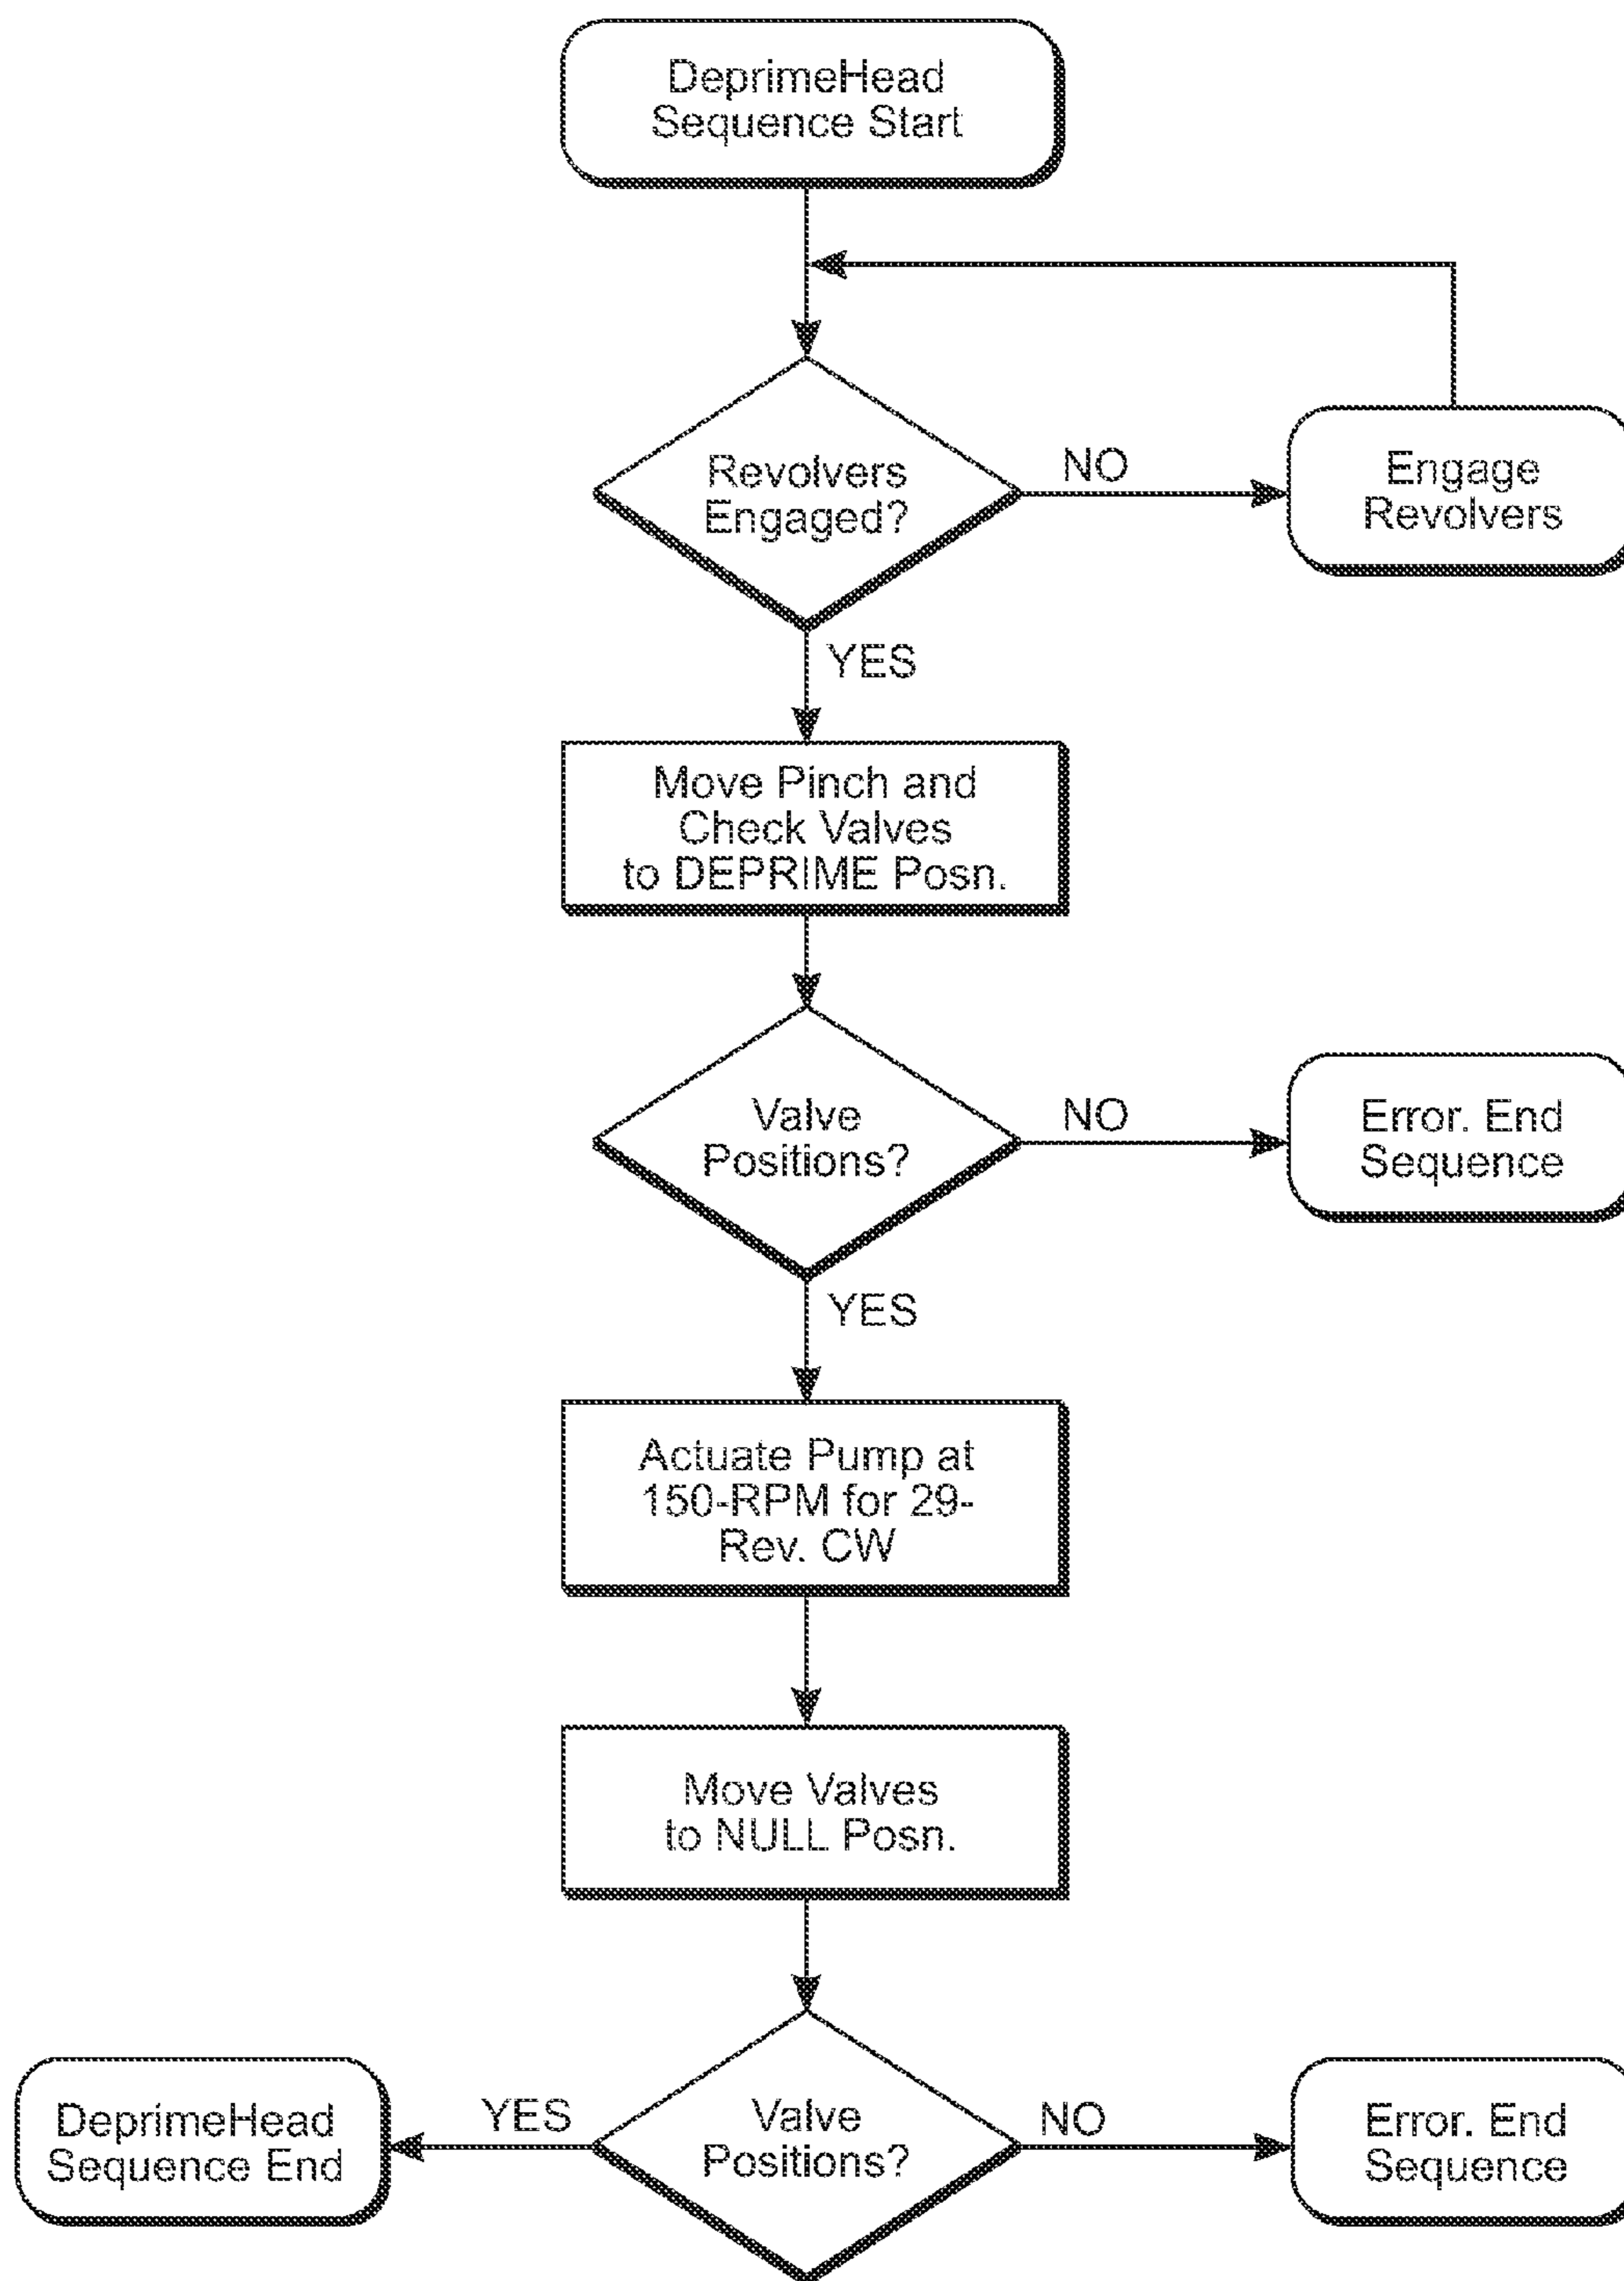 DeprimeHead
Sequence Start
Revolvers
Engaged?
NO
Engage
Revolvers
YES
Move Pinch and
Check Valves
to DEPRIME Posn.
Valve
Positions?
NO
Error. End
Sequence
YES
Actuate Pump at
150-RPM for 29-
Rev. CW
Move Valves
to NULL Posn.
DeprimeHead
Sequence End
YES
Valve
Positions?
NO
Error. End
Sequence